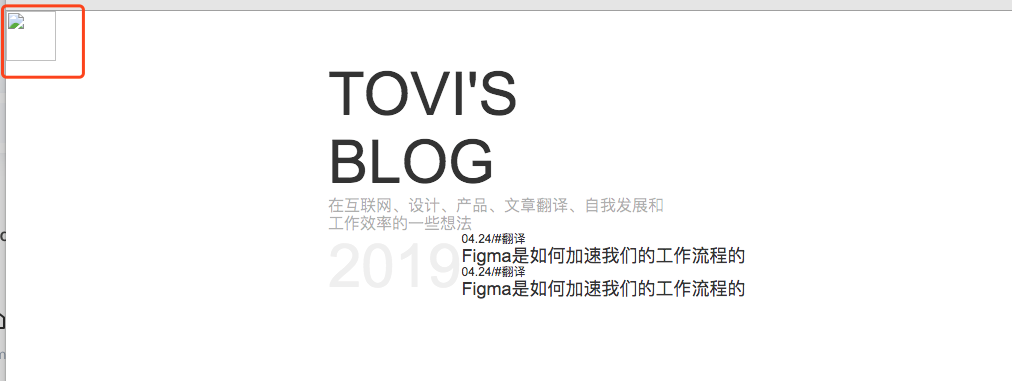 TOVI'S
BLOG
在互联网、设计、产品、文章翻译、自我发展和
工作效率的一些想法
2019
04.24/#翻译
Figma是如何加速我们的工作流程的
04.24/#翻译
Figma是如何加速我们的工作流程的